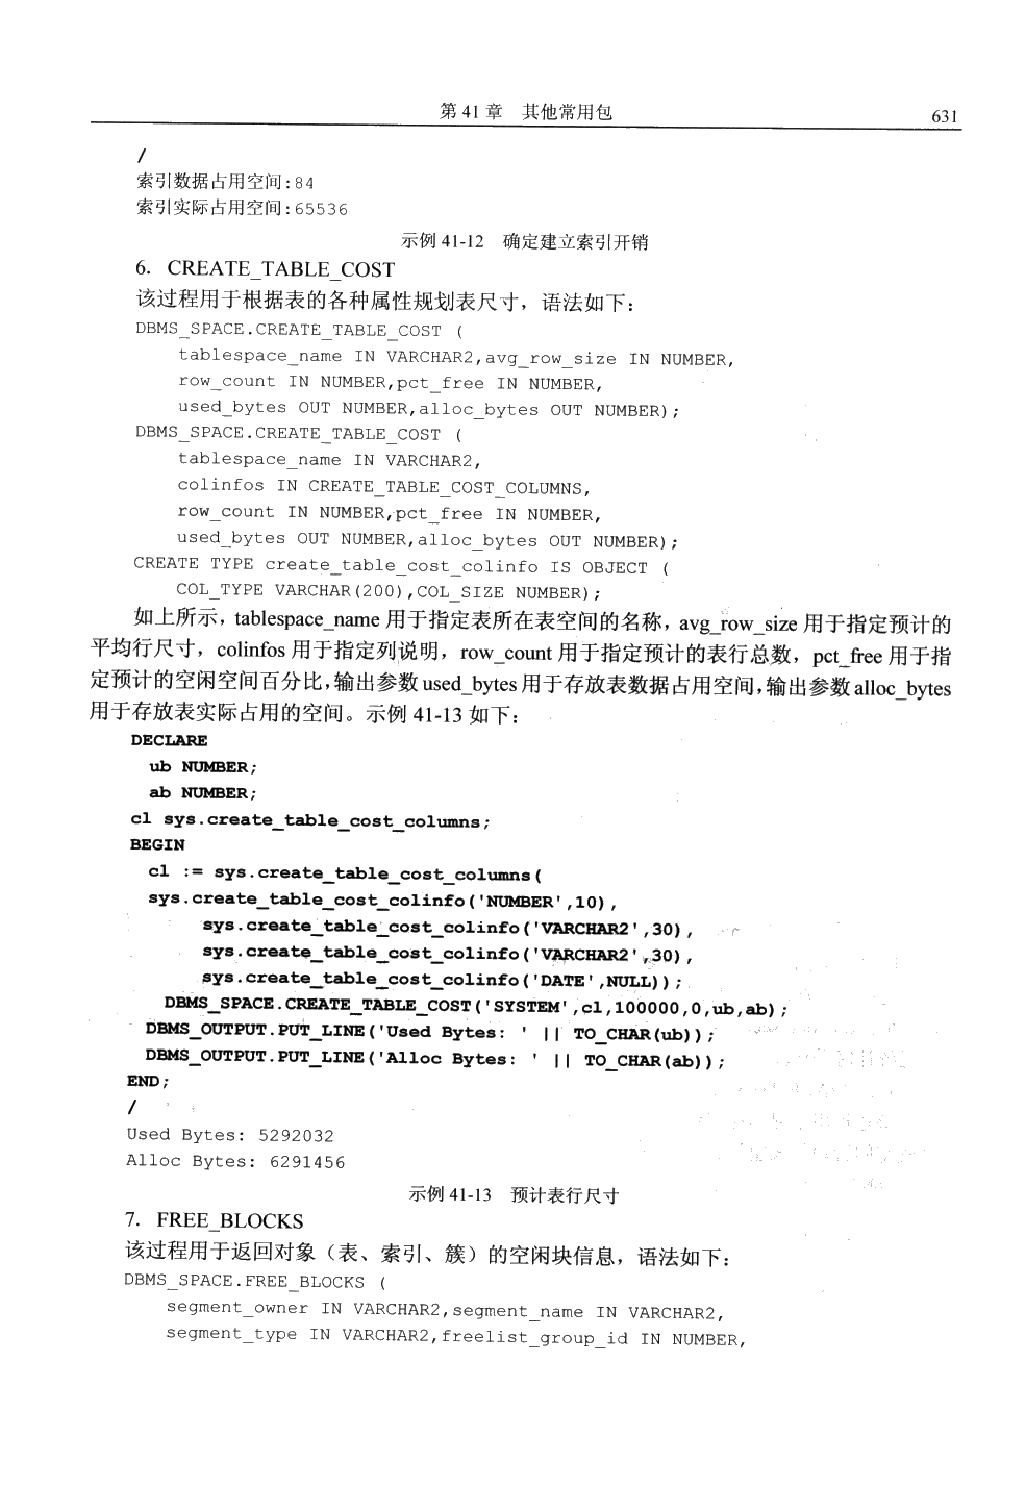 第 41 章　其他常用包　631
/
索引数据占用空间:84
索引实际占用空间:65536
示例 41-12　确定建立索引开销
6．CREATE_TABLE_COST
该过程用于根据表的各种属性规划表尺寸，语法如下：
DBMS_SPACE.CREATE_TABLE_COST (
tablespace_name IN VARCHAR2,avg_row_size IN NUMBER,
row_count IN NUMBER,pct_free IN NUMBER,
used_bytes OUT NUMBER,alloc_bytes OUT NUMBER);
DBMS_SPACE.CREATE_TABLE_COST (
tablespace_name IN VARCHAR2,
colinfos IN CREATE_TABLE_COST_COLUMNS,
row_count IN NUMBER,pct_free IN NUMBER,
used_bytes OUT NUMBER,alloc_bytes OUT NUMBER);
CREATE TYPE create_table_cost_colinfo IS OBJECT (
COL_TYPE VARCHAR(200),COL_SIZE NUMBER);
如上所示，tablespace_name 用于指定表所在表空间的名称，avg_row_size 用于指定预计的
平均行尺寸，colinfos 用于指定列说明，row_count 用于指定预计的表行总数，pct_free 用于指
定预计的空闲空间百分比，输出参数 used_bytes 用于存放表数据占用空间，输出参数 alloc_bytes
用于存放表实际占用的空间。示例 41-13 如下：
DECLARE
ub NUMBER;
ab NUMBER;
cl sys.create_table_cost_columns;
BEGIN
cl := sys.create_table_cost_columns(
sys.create_table_cost_colinfo('NUMBER',10),
sys.create_table_cost_colinfo('VARCHAR2',30),
sys.create_table_cost_colinfo('VARCHAR2',30),
sys.create_table_cost_colinfo('DATE',NULL));
DBMS_SPACE.CREATE_TABLE_COST('SYSTEM',cl,100000,0,ub,ab);
DBMS_OUTPUT.PUT_LINE('Used Bytes: ' || TO_CHAR(ub));
DBMS_OUTPUT.PUT_LINE('Alloc Bytes: ' || TO_CHAR(ab));
END;
/
Used Bytes: 5292032
Alloc Bytes: 6291456
示例 41-13　预计表行尺寸
7．FREE_BLOCKS
该过程用于返回对象（表、索引、簇）的空闲块信息，语法如下：
DBMS_SPACE.FREE_BLOCKS (
segment_owner IN VARCHAR2,segment_name IN VARCHAR2,
segment_type IN VARCHAR2,freelist_group_id IN NUMBER,